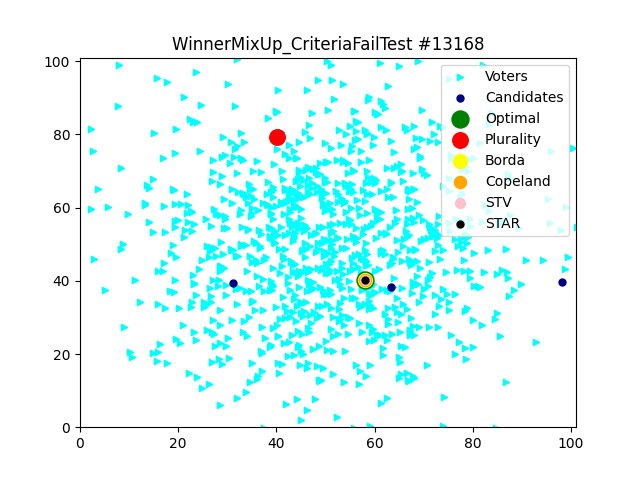 WinnerMixUp_CriteriaFailTest #13168
100
80
60
40
20
0
0
20
40
60
80
100
Voters
Candidates
Optimal
Plurality
Borda
Copeland
STV
STAR